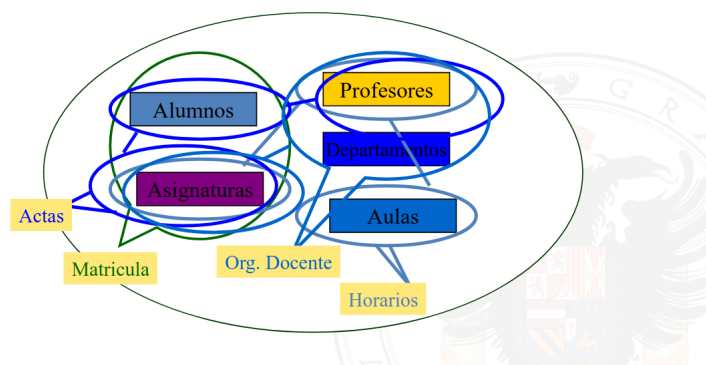 Profesores
Alumnos
Departamentos
Asignaturas
Aulas
Actas
Matricula
Org. Docente
Horarios
G R